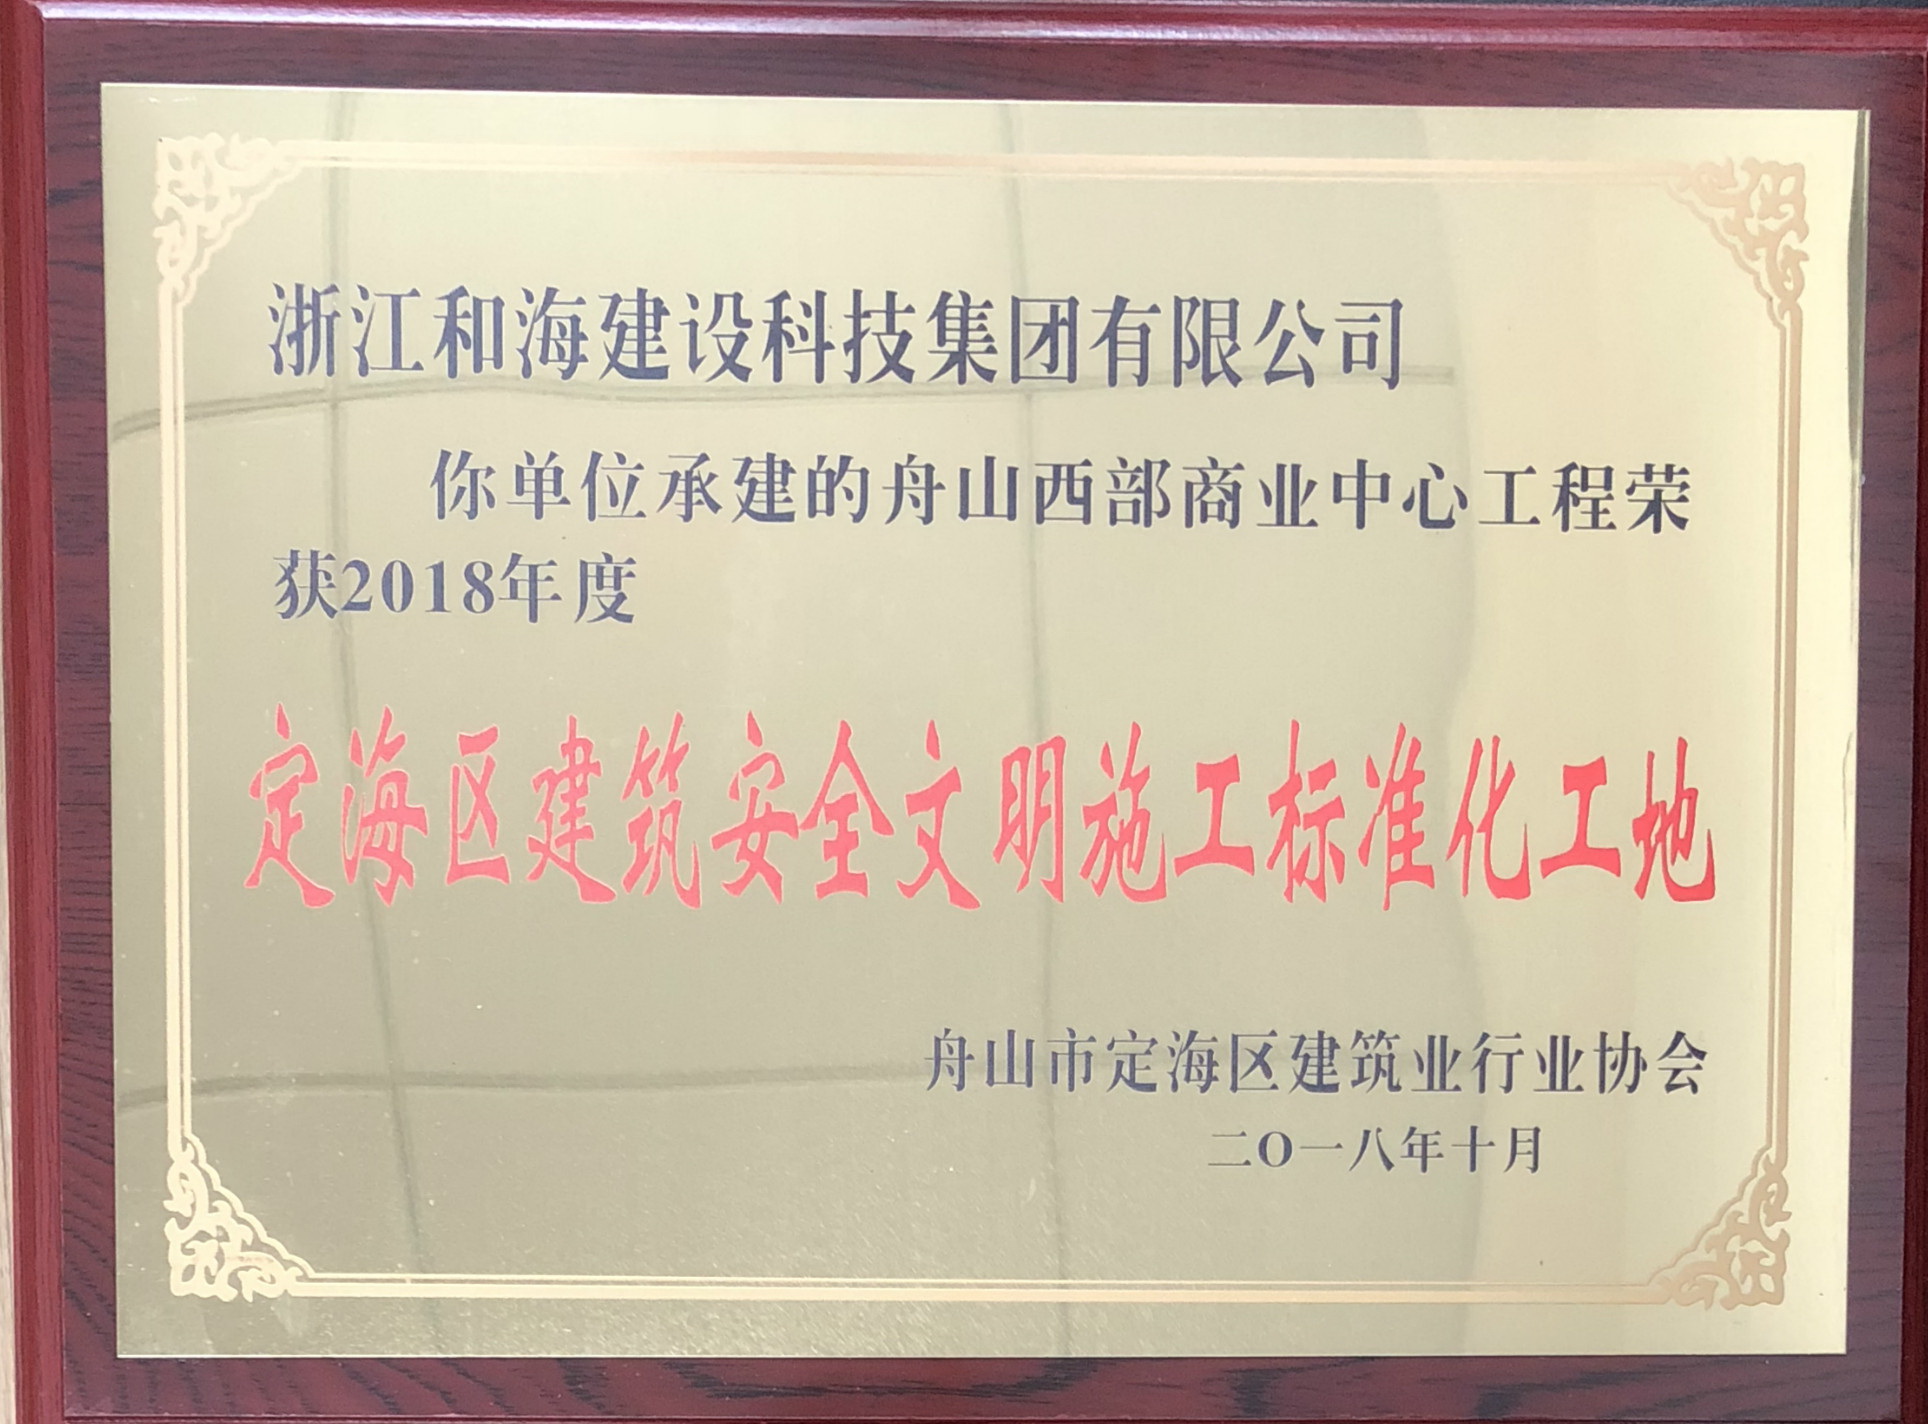 浙江和海建设科技集团有限公司
你单位承建的舟山西部商业中心工程荣
获2018年度
定海区建筑安全文明施工标准化工地
舟山市定海区建筑业行业协会
二O一八年十月